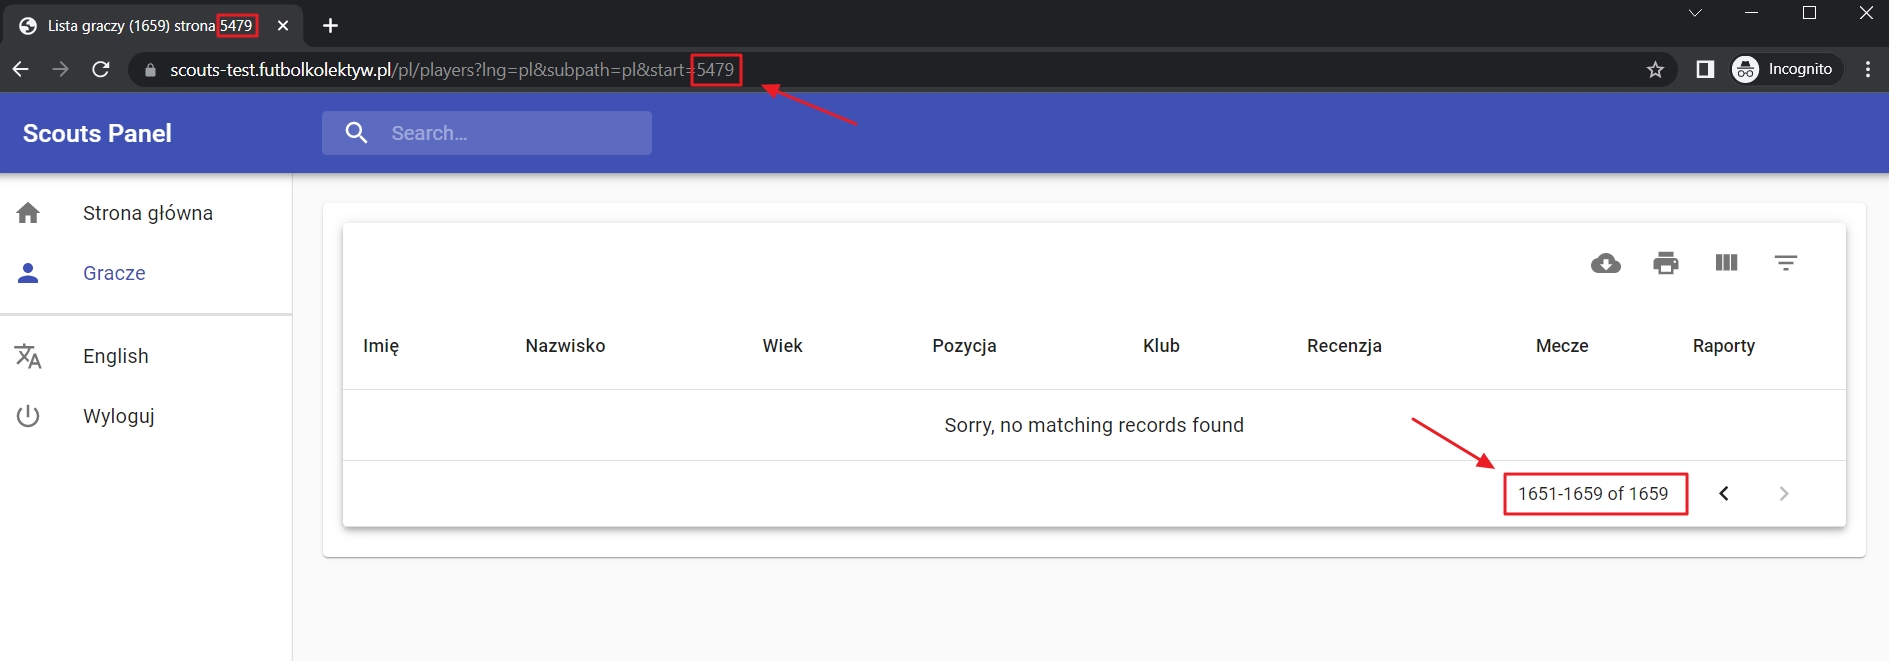 Lista graczy (1659) strona 5479
scouts-test.futbolkolektyw.pl/pl/players?lng=pl&subpath=pl&start=5479
Incognito
Scouts Panel
Search...
Strona główna
Gracze
English
Wyloguj
Imię Nazwisko Wiek Pozycja Klub Recenzja Mecze Raporty
Sorry, no matching records found
1651-1659 of 1659